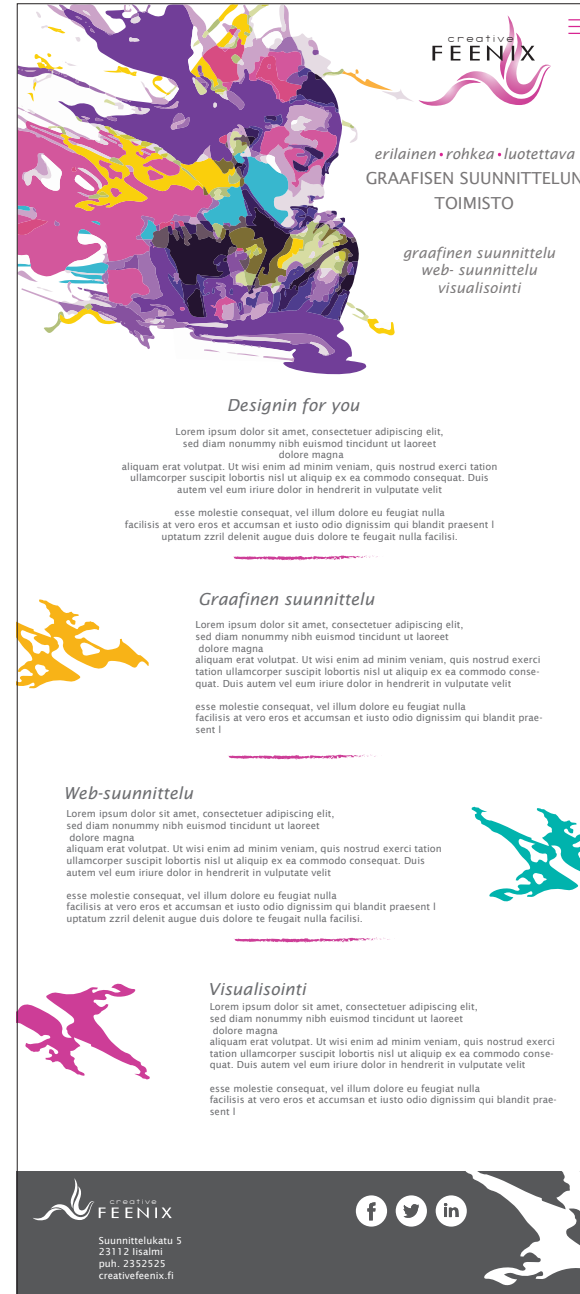 creative
FEENIX
erilainen • rohkea • luotettava
GRAAFISEN SUUNNITTELUN
TOIMISTO
graafinen suunnittelu
web- suunnittelu
visualisointi
Designin for you
Lorem ipsum dolor sit amet, consectetuer adipiscing elit,
sed diam nonummy nibh euismod tincidunt ut laoreet
dolore magna
aliquam erat volutpat. Ut wisi enim ad minim veniam, quis nostrud exerci tation
ullamcorper suscipit lobortis nisl ut aliquip ex ea commodo consequat. Duis
autem vel eum iriure dolor in hendrerit in vulputate velit
esse molestie consequat, vel illum dolore eu feugiat nulla
facilisis at vero eros et accumsan et iusto odio dignissim qui blandit praesent l
uptatum zzril delenit augue duis dolore te feugait nulla facilisi.
Graafinen suunnittelu
Lorem ipsum dolor sit amet, consectetuer adipiscing elit,
sed diam nonummy nibh euismod tincidunt ut laoreet
dolore magna
aliquam erat volutpat. Ut wisi enim ad minim veniam, quis nostrud exerci
tation ullamcorper suscipit lobortis nisl ut aliquip ex ea commodo conse-
quat. Duis autem vel eum iriure dolor in hendrerit in vulputate velit
esse molestie consequat, vel illum dolore eu feugiat nulla
facilisis at vero eros et accumsan et iusto odio dignissim qui blandit prae-
sent l
Web-suunnittelu
Lorem ipsum dolor sit amet, consectetuer adipiscing elit,
sed diam nonummy nibh euismod tincidunt ut laoreet
dolore magna
aliquam erat volutpat. Ut wisi enim ad minim veniam, quis nostrud exerci tation
ullamcorper suscipit lobortis nisl ut aliquip ex ea commodo consequat. Duis
autem vel eum iriure dolor in hendrerit in vulputate velit
esse molestie consequat, vel illum dolore eu feugiat nulla
facilisis at vero eros et accumsan et iusto odio dignissim qui blandit praesent l
uptatum zzril delenit augue duis dolore te feugait nulla facilisi.
Visualisointi
Lorem ipsum dolor sit amet, consectetuer adipiscing elit,
sed diam nonummy nibh euismod tincidunt ut laoreet
dolore magna
aliquam erat volutpat. Ut wisi enim ad minim veniam, quis nostrud exerci
tation ullamcorper suscipit lobortis nisl ut aliquip ex ea commodo conse-
quat. Duis autem vel eum iriure dolor in hendrerit in vulputate velit
esse molestie consequat, vel illum dolore eu feugiat nulla
facilisis at vero eros et accumsan et iusto odio dignissim qui blandit prae-
sent l
creative
FEENIX
Suunnittelukatu 5
23112 Iisalmi
puh. 2352525
creativefeenix.fi